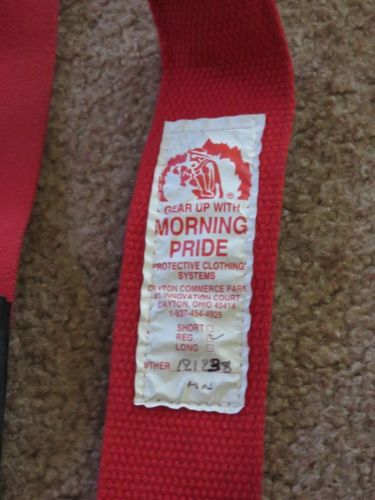 ®
GEAR UP WITH
MORNING
PRIDE
PROTECTIVE CLOTHING
SYSTEMS
DAYTON COMMERCE PARK
#1 INNOVATION COURT
DAYTON, OHIO 45414
1-937-454-4925
SHORT
REG. ✓
LONG
OTHER